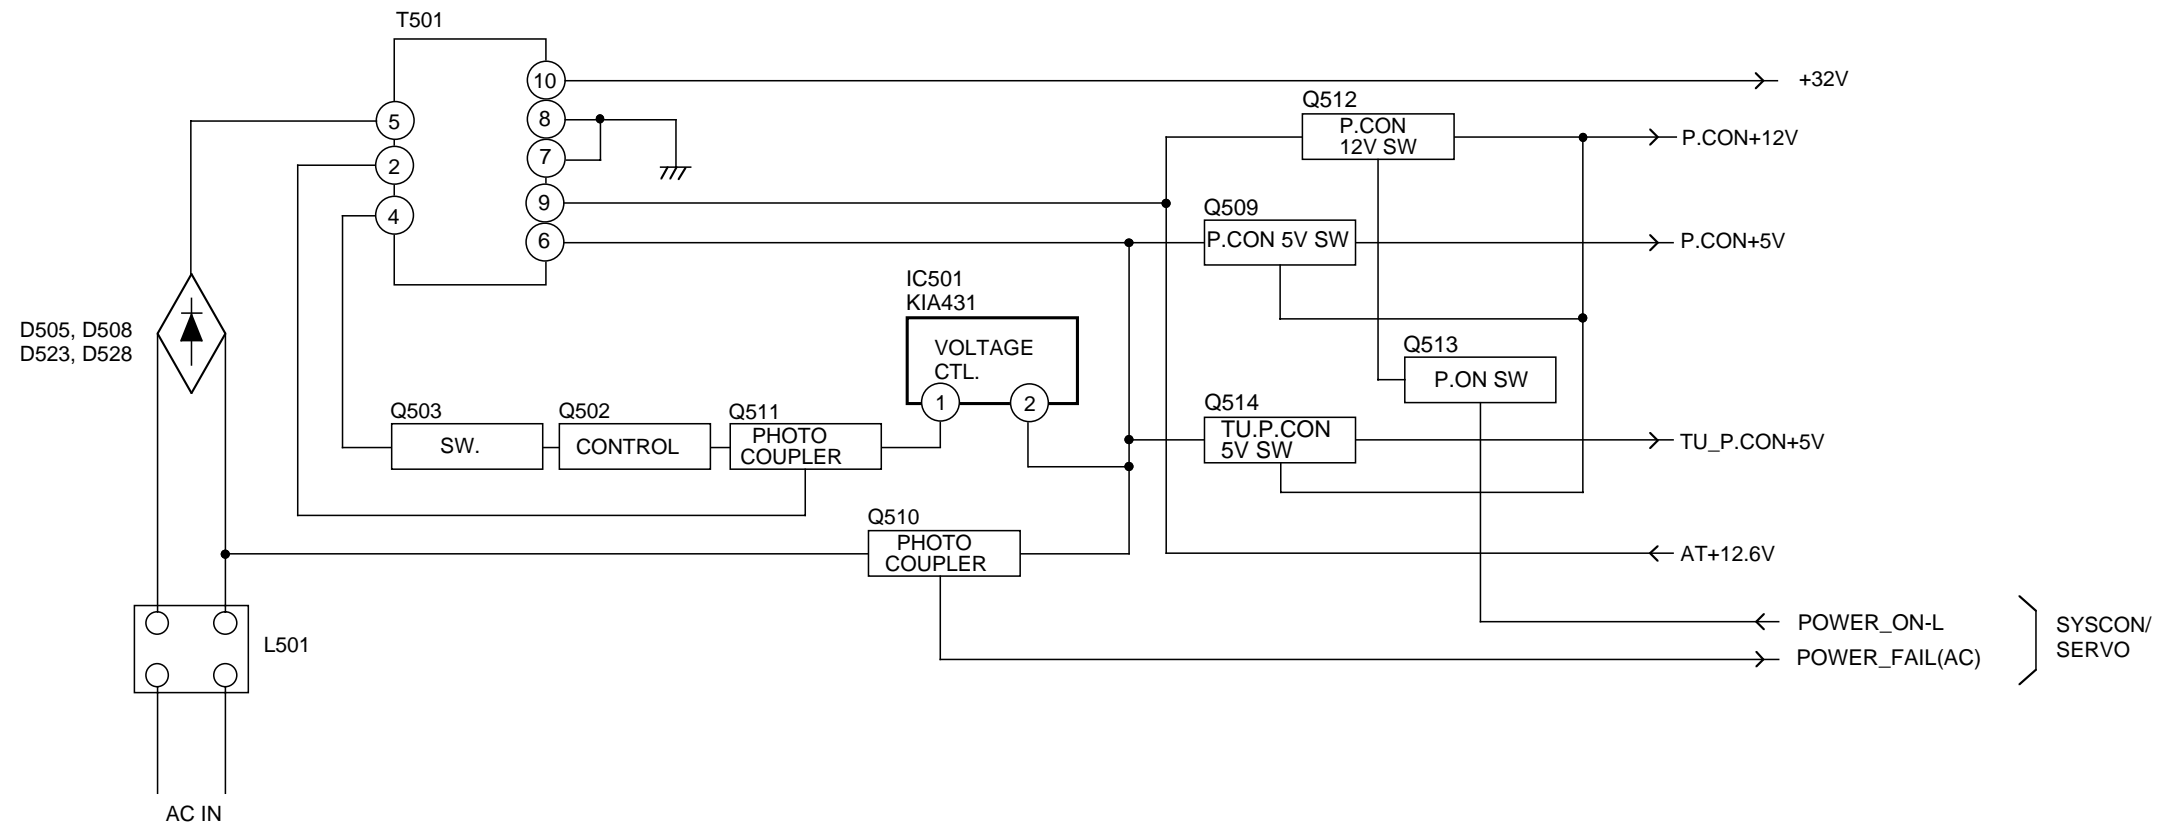 T501
10
+32V
Q512
P.CON
12V SW
P.CON+12V
5
8
7
2
9
4
6
Q509
P.CON 5V SW
P.CON+5V
IC501
KIA431
VOLTAGE
CTL.
1
2
D505, D508
D523, D528
Q513
P.ON SW
Q503
SW.
Q502
CONTROL
Q511
PHOTO
COUPLER
Q514
TU.P.CON
5V SW
TU_P.CON+5V
Q510
PHOTO
COUPLER
AT+12.6V
L501
POWER_ON-L
POWER_FAIL(AC)
SYSCON/
SERVO
AC IN